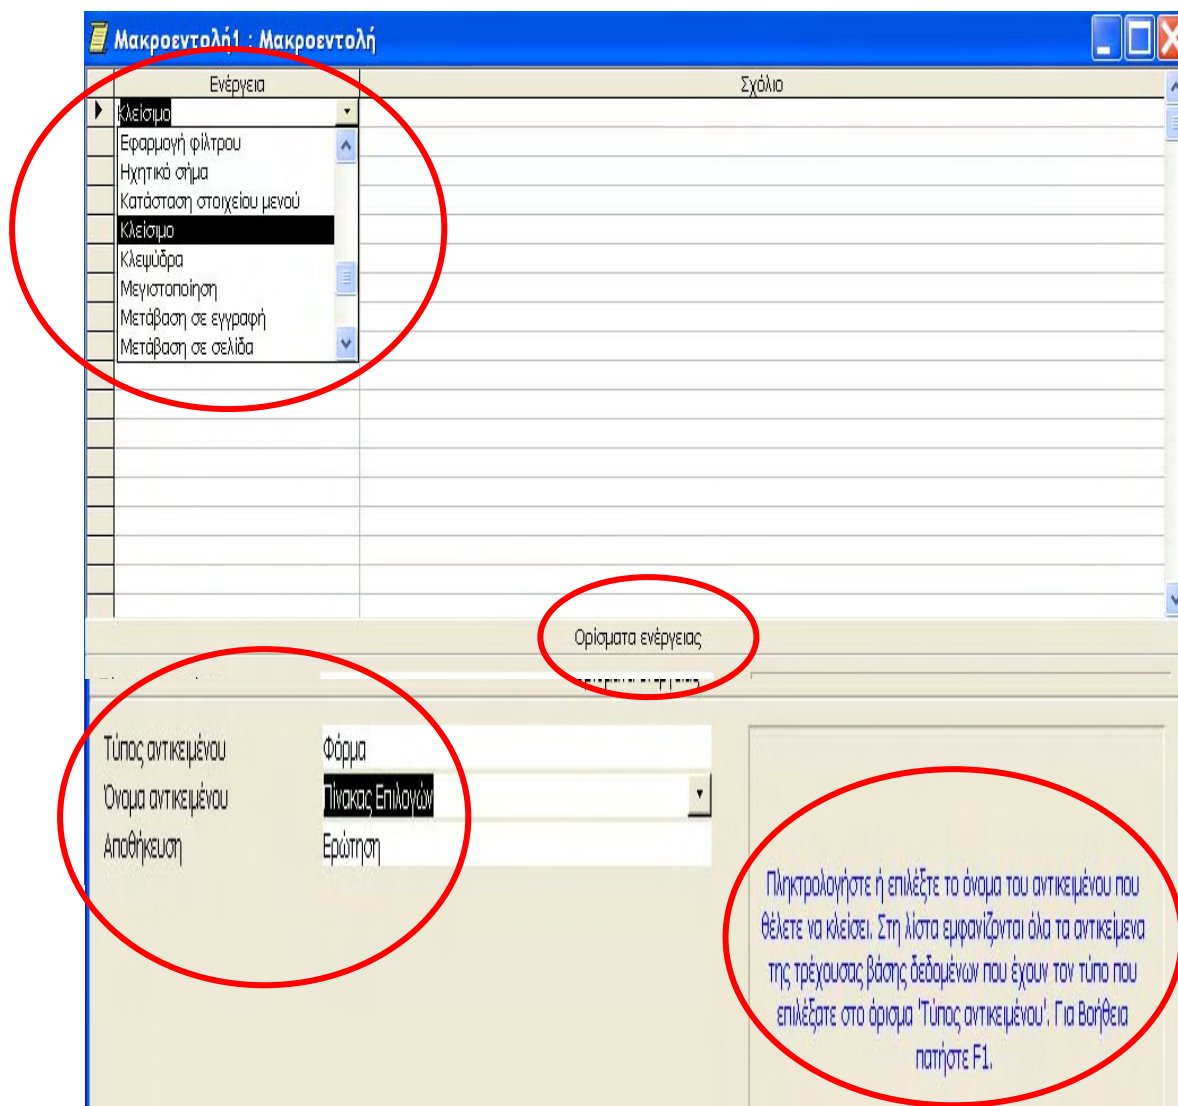 Μακροεντολή1 : Μακροεντολή
Ενέργεια Σχόλιο
Κλείσιμο
Εφαρμογή φίλτρου
Ηχητικό σήμα
Κατάσταση στοιχείου μενού
Κλείσιμο
Κλεψύδρα
Μεγιστοποίηση
Μετάβαση σε εγγραφή
Μετάβαση σε σελίδα
Ορίσματα ενέργειας
Τύπος αντικειμένου Φόρμα
Όνομα αντικειμένου Πίνακας Επιλογών
Αποθήκευση Ερώτηση
Πληκτρολογήστε ή επιλέξτε το όνομα του αντικειμένου που
θέλετε να κλείσει. Στη λίστα εμφανίζονται όλα τα αντικείμενα
της τρέχουσας βάσης δεδομένων που έχουν τον τύπο που
επιλέξατε στο όρισμα 'Τύπος αντικειμένου'. Για Βοήθεια
πατήστε F1.